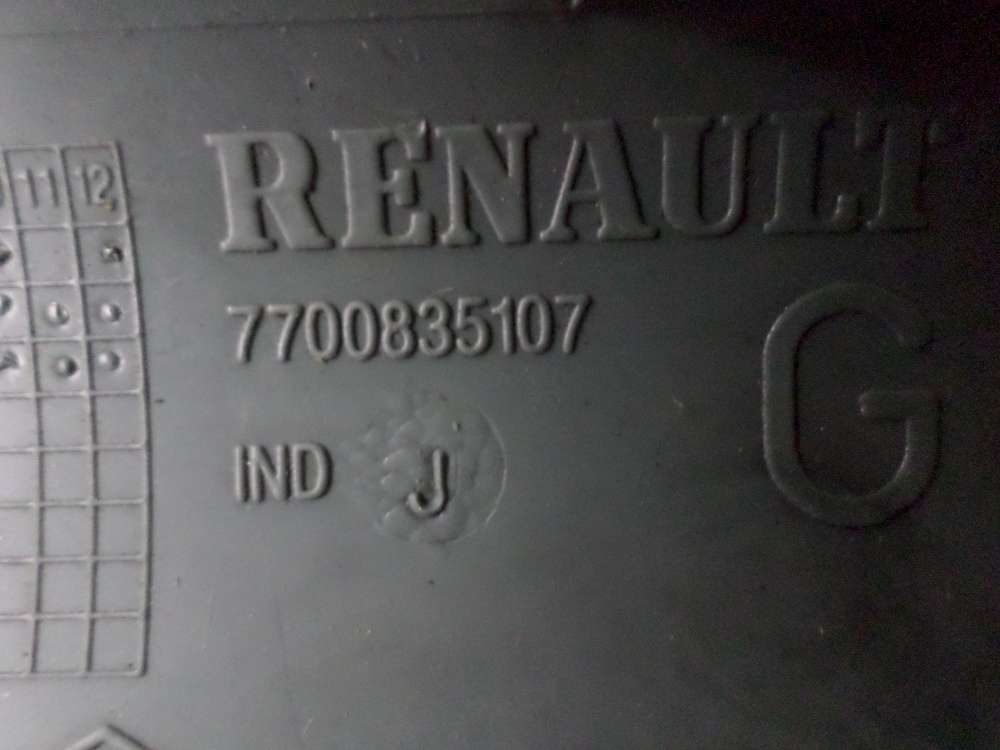 RENAULT
11 12
7700835107
G
IND J